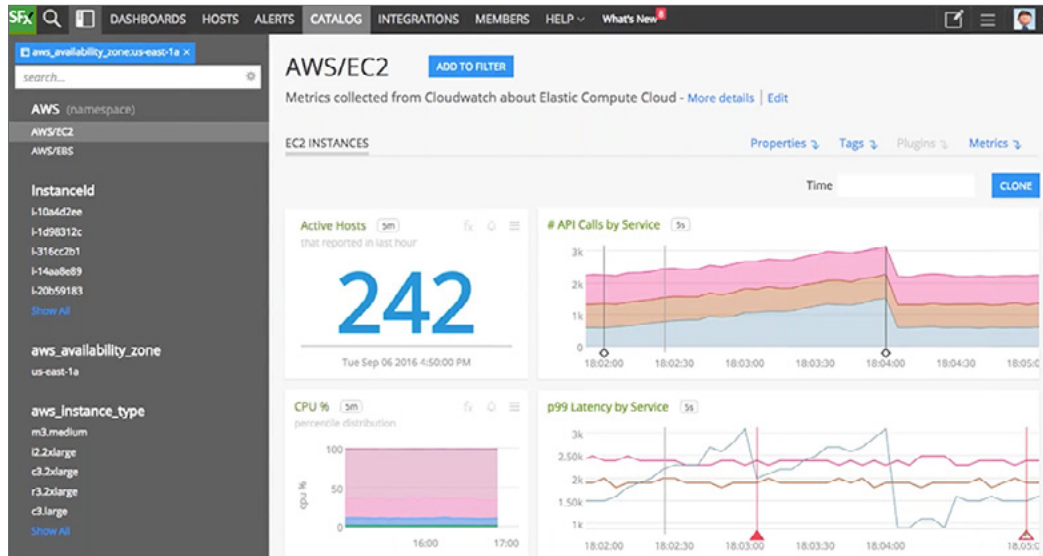 SFx DASHBOARDS HOSTS ALERTS CATALOG INTEGRATIONS MEMBERS HELP What's New 8
aws_availability_zone:us-east-1a ×
search...
AWS (namespace)
AWS/EC2
AWS/EBS
InstanceId
i-10a4d2ee
i-1d98312c
i-316cc2b1
i-14aa8e89
i-20b59183
Show All
aws_availability_zone
us-east-1a
aws_instance_type
m3.medium
i2.2xlarge
c3.2xlarge
r3.2xlarge
c3.large
Show All
AWS/EC2 ADD TO FILTER
Metrics collected from Cloudwatch about Elastic Compute Cloud - More details | Edit
EC2 INSTANCES Properties Tags Plugins Metrics
Time CLONE
Active Hosts 5m fx
that reported in last hour
242
Tue Sep 06 2016 4:50:00 PM
# API Calls by Service 5s
3k
2k
1k
0
18:02:00 18:02:30 18:03:00 18:03:30 18:04:00 18:04:30 18:05:0
CPU % 5m fx
percentile distribution
100
50
0
cpu %
16:00 17:00
p99 Latency by Service 5s
3k
2.50k
2k
1.50k
1k
18:02:00 18:02:30 18:03:00 18:03:30 18:04:00 18:05:0